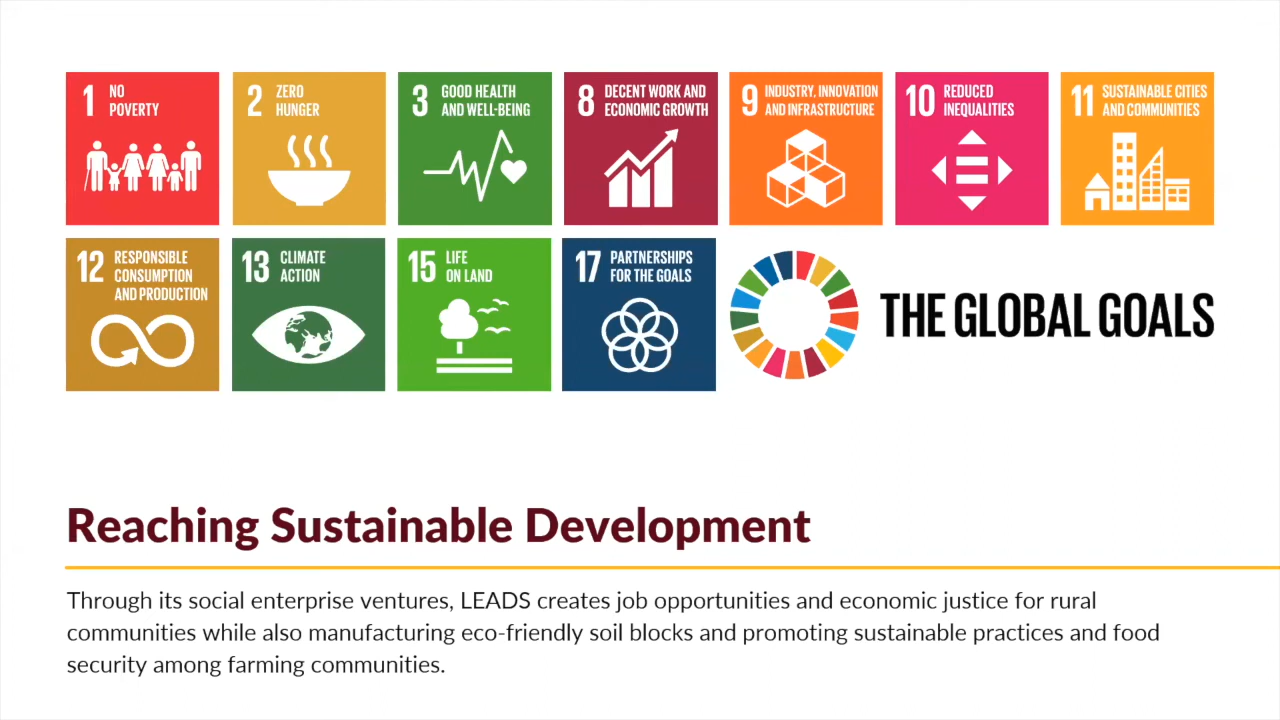 1 NO
POVERTY
2 ZERO
HUNGER
3 GOOD HEALTH
AND WELL-BEING
8 DECENT WORK AND
ECONOMIC GROWTH
9 INDUSTRY, INNOVATION
AND INFRASTRUCTURE
10 REDUCED
INEQUALITIES
11 SUSTAINABLE CITIES
AND COMMUNITIES
12 RESPONSIBLE
CONSUMPTION
AND PRODUCTION
13 CLIMATE
ACTION
15 LIFE
ON LAND
17 PARTNERSHIPS
FOR THE GOALS
THE GLOBAL GOALS
Reaching Sustainable Development
Through its social enterprise ventures, LEADS creates job opportunities and economic justice for rural
communities while also manufacturing eco-friendly soil blocks and promoting sustainable practices and food
security among farming communities.